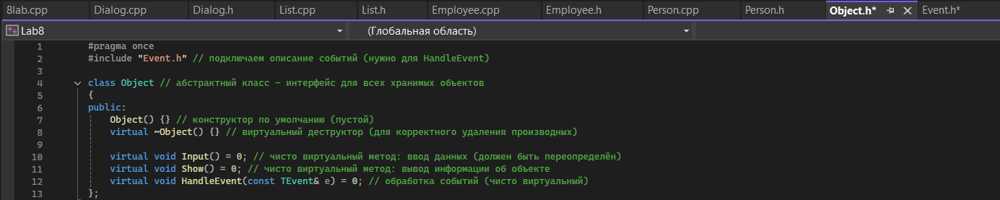 8lab.cpp Dialog.cpp Dialog.h List.cpp List.h Employee.cpp Employee.h Person.cpp Person.h Object.h* Event.h*
Lab8 (Глобальная область)
1 #pragma once
2 #include "Event.h" // подключаем описание событий (нужно для HandleEvent)
3
4 class Object // абстрактный класс — интерфейс для всех хранимых объектов
5 {
6 public:
7 Object() {} // конструктор по умолчанию (пустой)
8 virtual ~Object() {} // виртуальный деструктор (для корректного удаления производных)
9
10 virtual void Input() = 0; // чисто виртуальный метод: ввод данных (должен быть переопределён)
11 virtual void Show() = 0; // чисто виртуальный метод: вывод информации об объекте
12 virtual void HandleEvent(const TEvent& e) = 0; // обработка событий (чисто виртуальный)
13 };